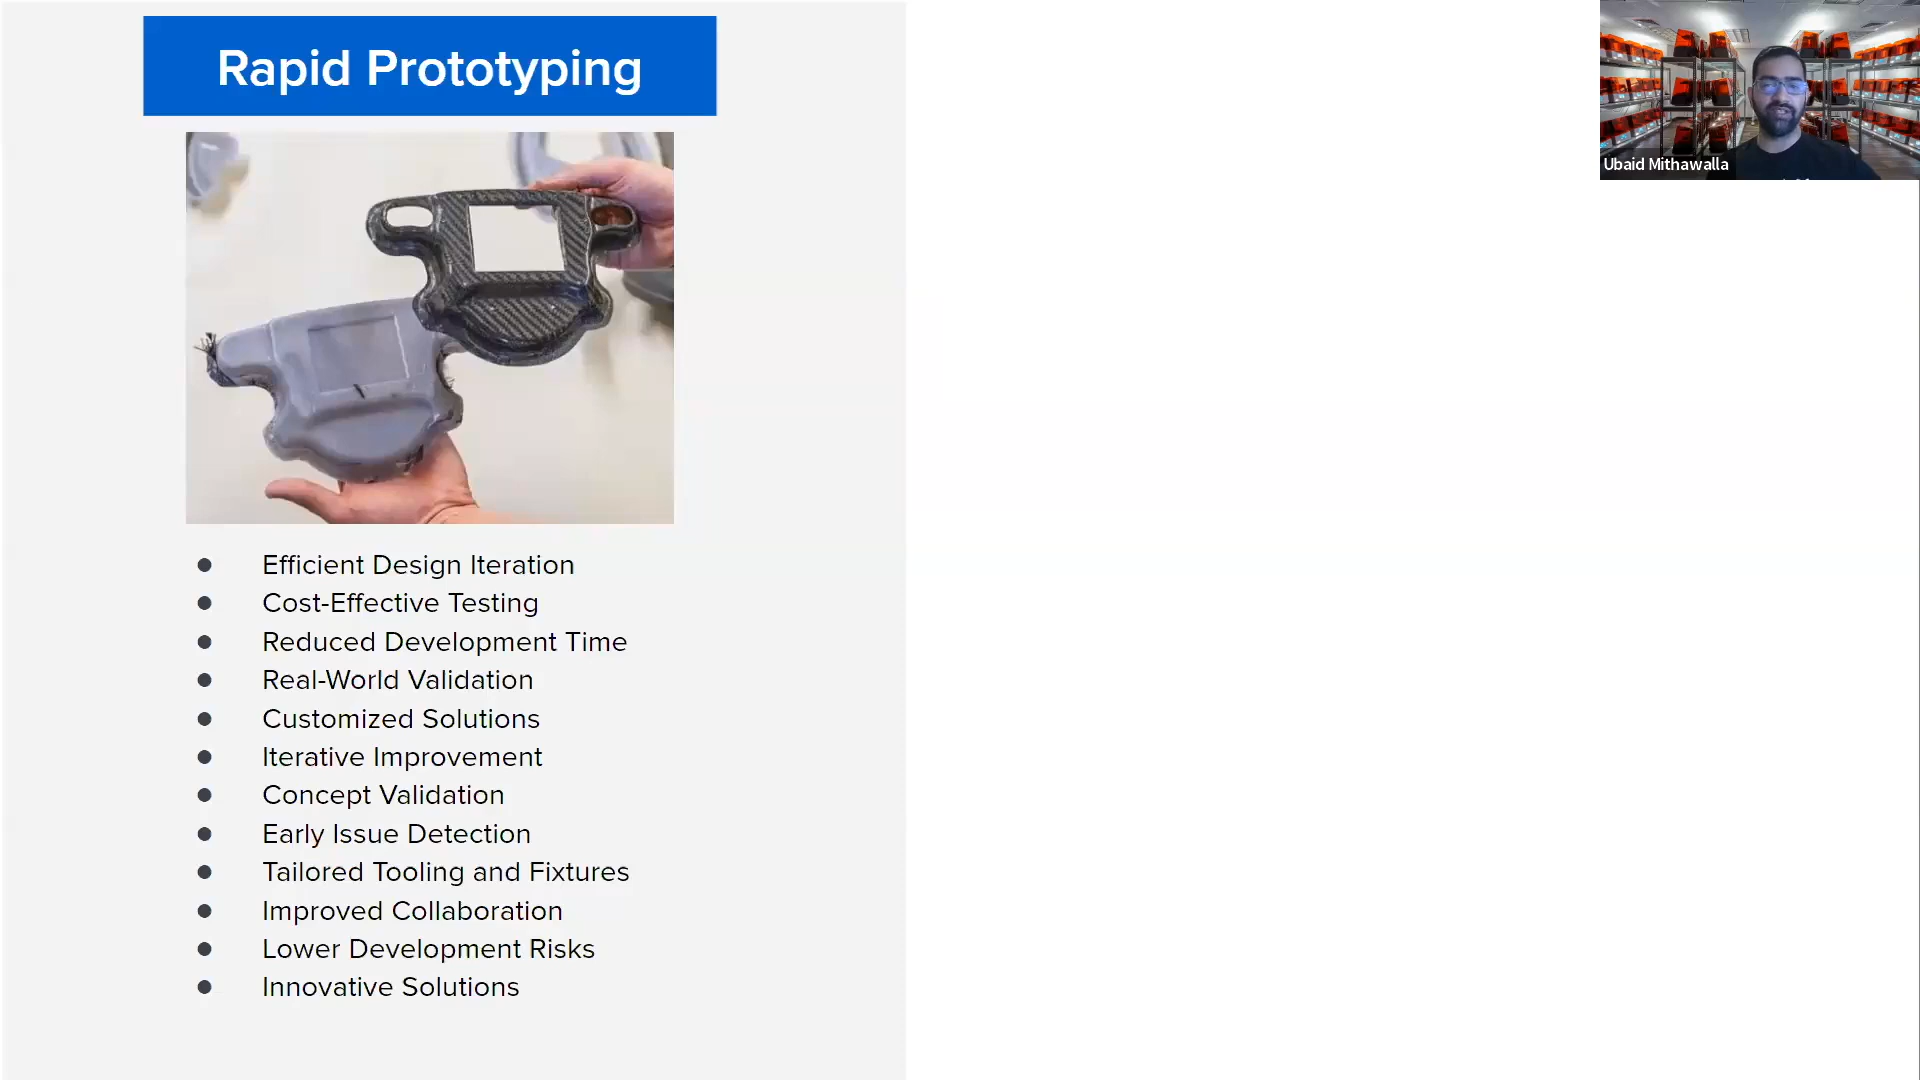 Rapid Prototyping
Ubaid Mithawalla
Efficient Design Iteration
Cost-Effective Testing
Reduced Development Time
Real-World Validation
Customized Solutions
Iterative Improvement
Concept Validation
Early Issue Detection
Tailored Tooling and Fixtures
Improved Collaboration
Lower Development Risks
Innovative Solutions